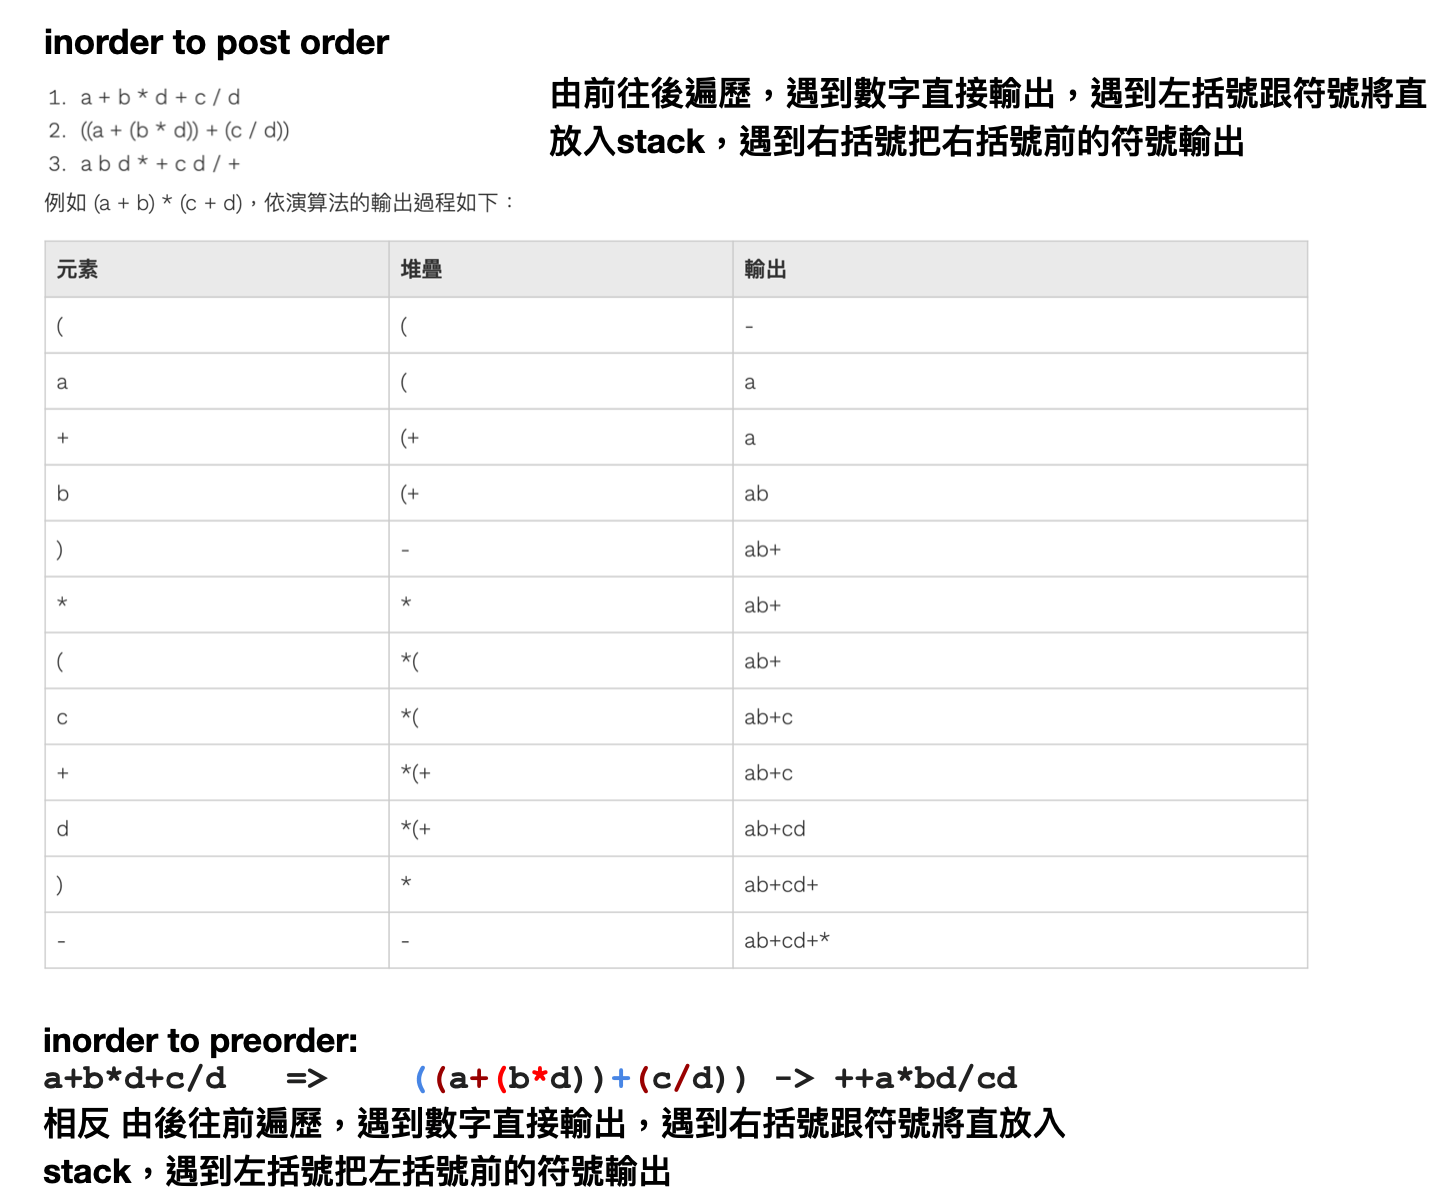 inorder to post order
1. a + b * d + c / d
2. ((a + (b * d)) + (c / d))
3. a b d * + c d / +
由前往後遍歷，遇到數字直接輸出，遇到左括號跟符號將直
放入stack，遇到右括號把右括號前的符號輸出
例如 (a + b) * (c + d)，依演算法的輸出過程如下：
元素 堆疊 輸出
( ( -
a ( a
+ (+ a
b (+ ab
) - ab+
* * ab+
( *( ab+
c *( ab+c
+ *(+ ab+c
d *(+ ab+cd
) * ab+cd+
- - ab+cd+*
inorder to preorder:
a+b*d+c/d => ((a+(b*d))+(c/d)) -> ++a*bd/cd
相反 由後往前遍歷，遇到數字直接輸出，遇到右括號跟符號將直放入
stack，遇到左括號把左括號前的符號輸出